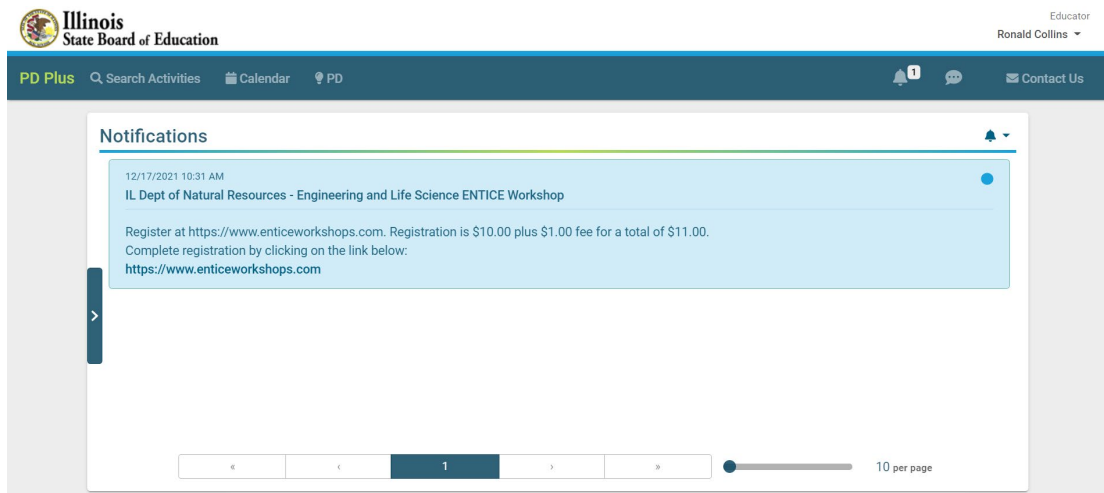 Illinois
State Board of Education
Educator
Ronald Collins
PD Plus Search Activities Calendar PD 1 Contact Us
Notifications
12/17/2021 10:31 AM
IL Dept of Natural Resources - Engineering and Life Science ENTICE Workshop
Register at https://www.enticeworkshops.com. Registration is $10.00 plus $1.00 fee for a total of $11.00.
Complete registration by clicking on the link below:
https://www.enticeworkshops.com
« ‹ 1 › » 10 per page